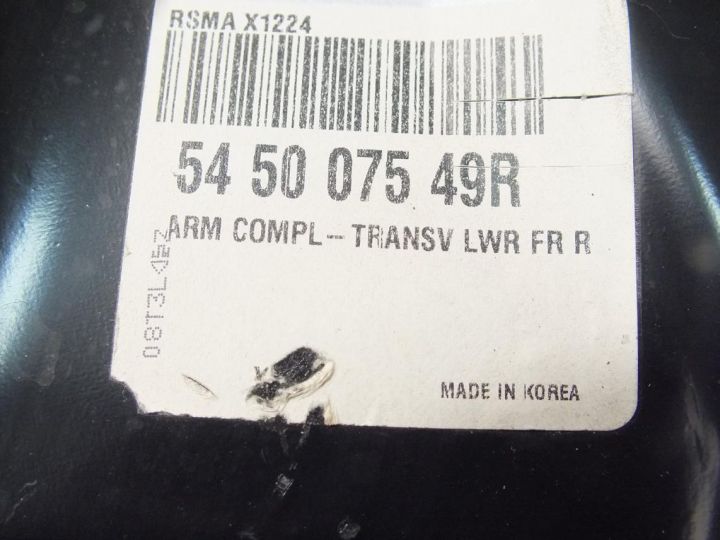 RSMA X1224
54 50 075 49R
ARM COMPL-TRANSV LWR FR R
MADE IN KOREA